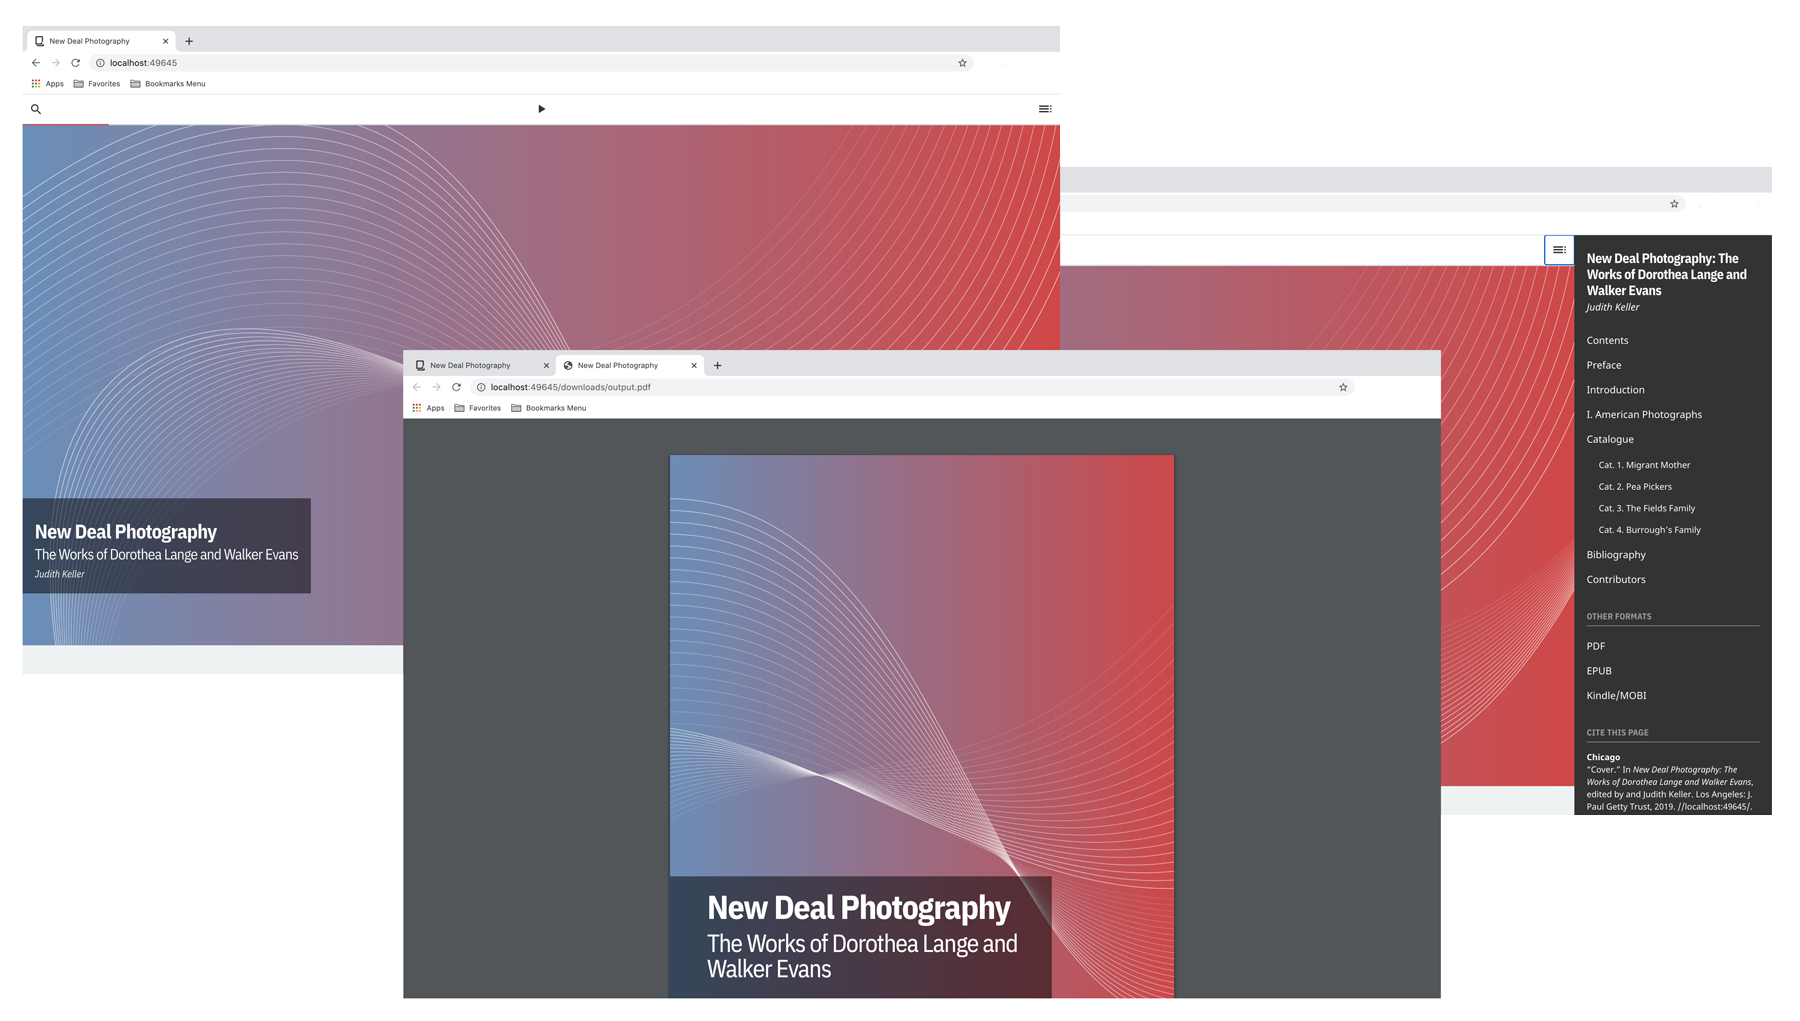 New Deal Photography
localhost:49645
Apps Favorites Bookmarks Menu
New Deal Photography
The Works of Dorothea Lange and Walker Evans
Judith Keller
New Deal Photography New Deal Photography
localhost:49645/downloads/output.pdf
Apps Favorites Bookmarks Menu
New Deal Photography
The Works of Dorothea Lange and
Walker Evans
New Deal Photography: The
Works of Dorothea Lange and
Walker Evans
Judith Keller
Contents
Preface
Introduction
I. American Photographs
Catalogue
Cat. 1. Migrant Mother
Cat. 2. Pea Pickers
Cat. 3. The Fields Family
Cat. 4. Burrough's Family
Bibliography
Contributors
OTHER FORMATS
PDF
EPUB
Kindle/MOBI
CITE THIS PAGE
Chicago
“Cover.” In New Deal Photography: The
Works of Dorothea Lange and Walker Evans,
edited by and Judith Keller. Los Angeles: J.
Paul Getty Trust, 2019. //localhost:49645/.